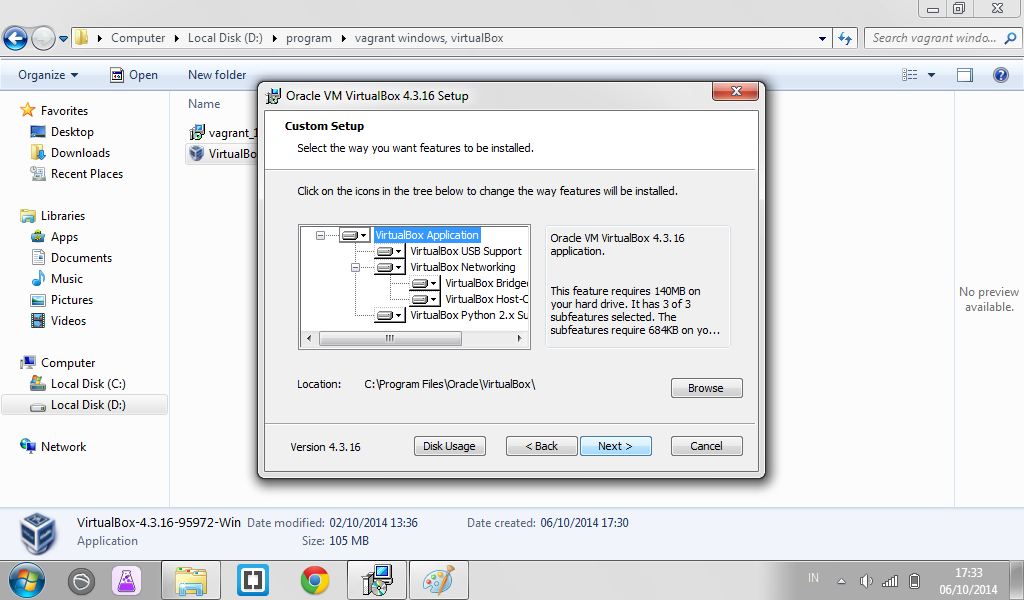 Computer Local Disk (D:) program vagrant windows, virtualBox
Search vagrant windo...
Organize Open New folder
Favorites
Desktop
Downloads
Recent Places
Libraries
Apps
Documents
Music
Pictures
Videos
Computer
Local Disk (C:)
Local Disk (D:)
Network
Name
vagrant_1
VirtualBo
Oracle VM VirtualBox 4.3.16 Setup
Custom Setup
Select the way you want features to be installed.
Click on the icons in the tree below to change the way features will be installed.
VirtualBox Application
VirtualBox USB Support
VirtualBox Networking
VirtualBox Bridge
VirtualBox Host-O
VirtualBox Python 2.x Su
Oracle VM VirtualBox 4.3.16
application.
This feature requires 140MB on
your hard drive. It has 3 of 3
subfeatures selected. The
subfeatures require 684KB on yo...
Location: C:\Program Files\Oracle\VirtualBox\
Browse
Version 4.3.16
Disk Usage
< Back
Next >
Cancel
No preview
available.
VirtualBox-4.3.16-95972-Win Date modified: 02/10/2014 13:36 Date created: 06/10/2014 17:30
Application Size: 105 MB
IN
17:33
06/10/2014